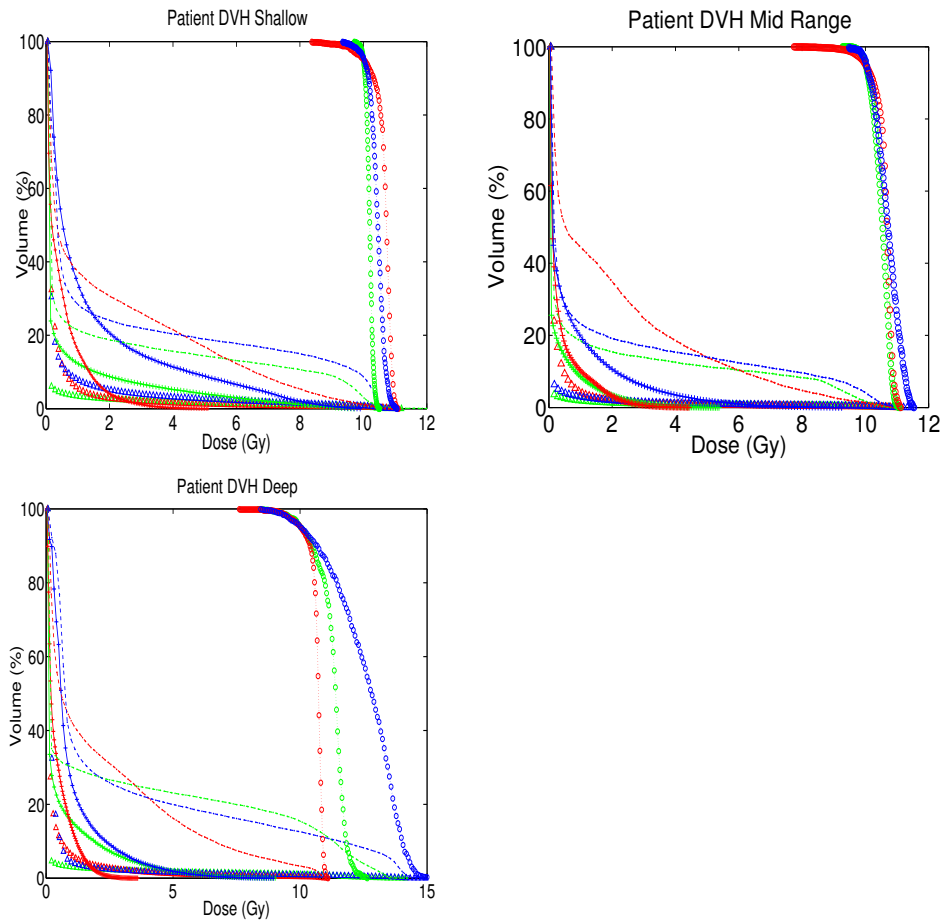 Patient DVH Shallow
100
80
60
40
20
0
Volume (%)
0 2 4 6 8 10 12
Dose (Gy)
Patient DVH Mid Range
100
80
60
40
20
0
Volume (%)
0 2 4 6 8 10 12
Dose (Gy)
Patient DVH Deep
100
80
60
40
20
0
Volume (%)
0 5 10 15
Dose (Gy)